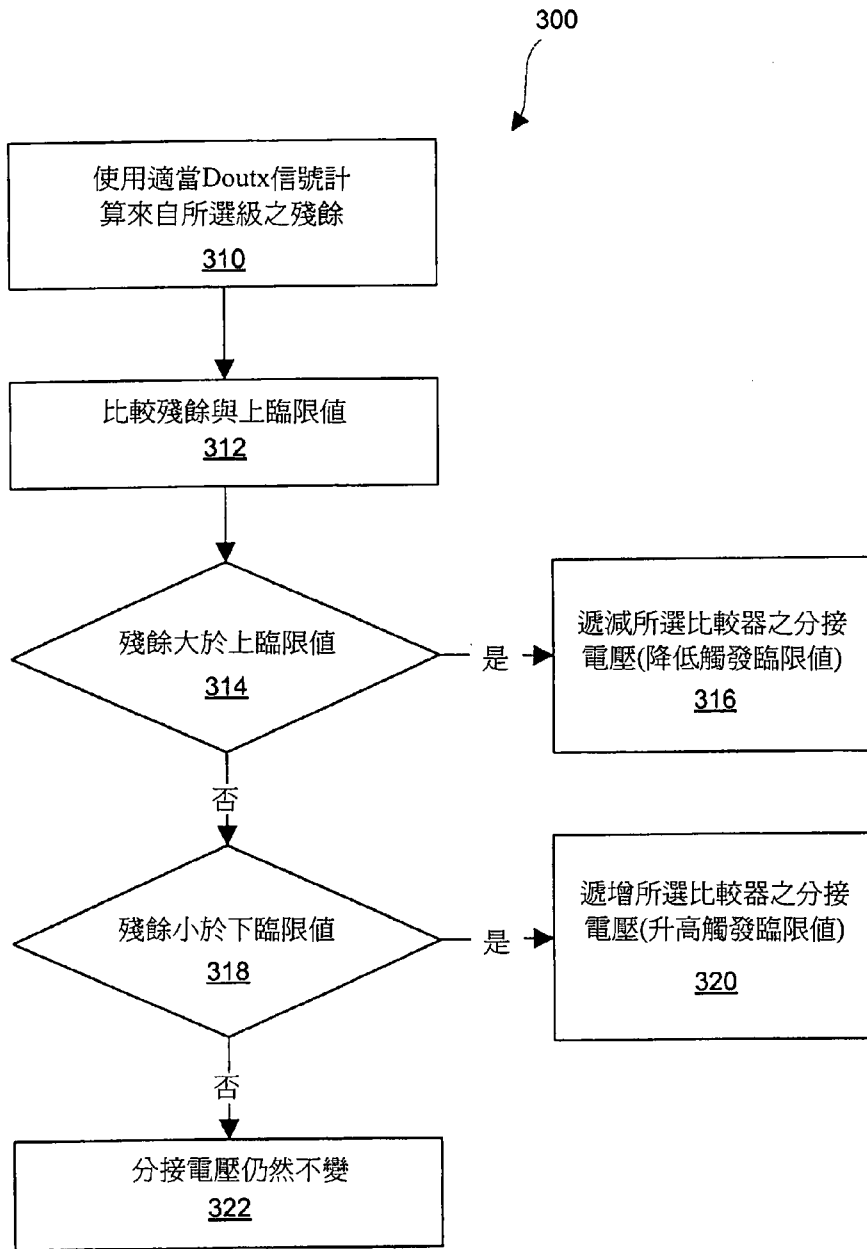 300
使用適當Doutx信號計
算來自所選級之殘餘
310
比較殘餘與上臨限值
312
殘餘大於上臨限值
314
是
遞減所選比較器之分接
電壓(降低觸發臨限值)
316
否
殘餘小於下臨限值
318
是
遞增所選比較器之分接
電壓(升高觸發臨限值)
320
否
分接電壓仍然不變
322